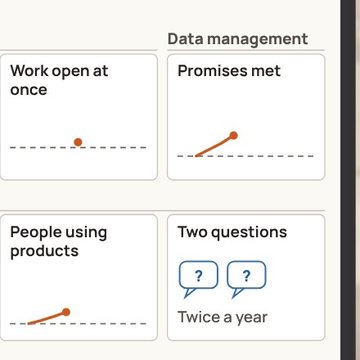 Data management
Work open at
once
Promises met
People using
products
Two questions
? ?
Twice a year